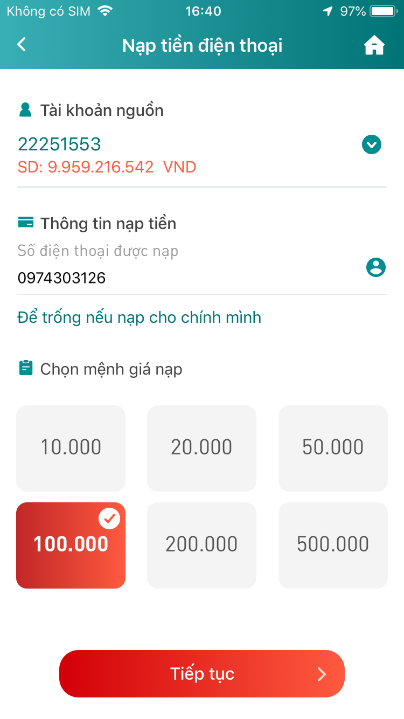 Không có SIM 16:40 97%
Nạp tiền điện thoại
Tài khoản nguồn
22251553
SD: 9.959.216.542 VND
Thông tin nạp tiền
Số điện thoại được nạp
0974303126
Để trống nếu nạp cho chính mình
Chọn mệnh giá nạp
10.000 20.000 50.000
100.000 200.000 500.000
Tiếp tục